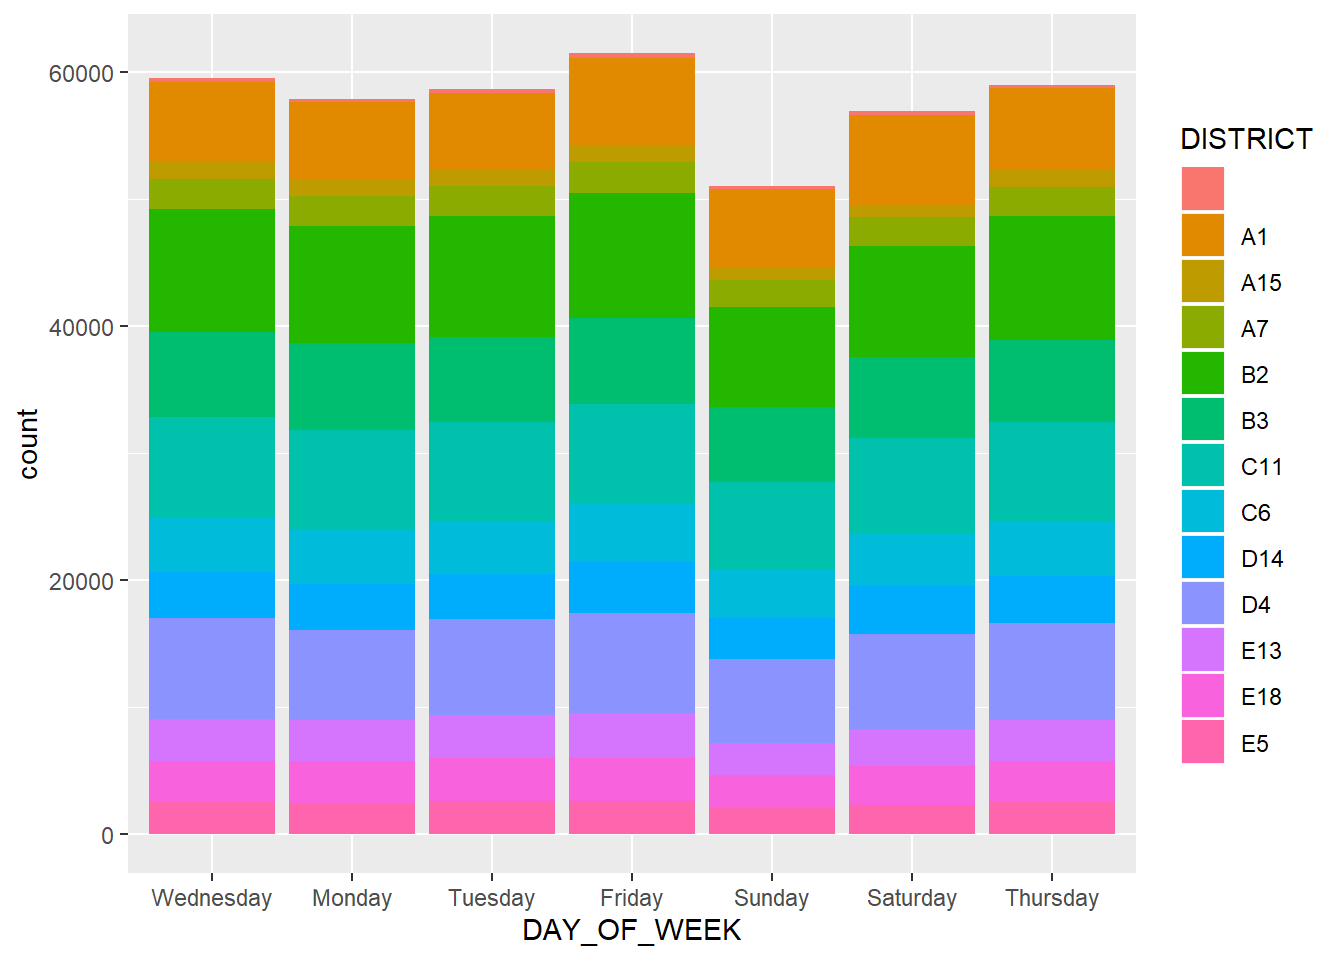 60000
40000
20000
0
count
Wednesday Monday Tuesday Friday Sunday Saturday Thursday
DAY_OF_WEEK
DISTRICT
A1
A15
A7
B2
B3
C11
C6
D14
D4
E13
E18
E5